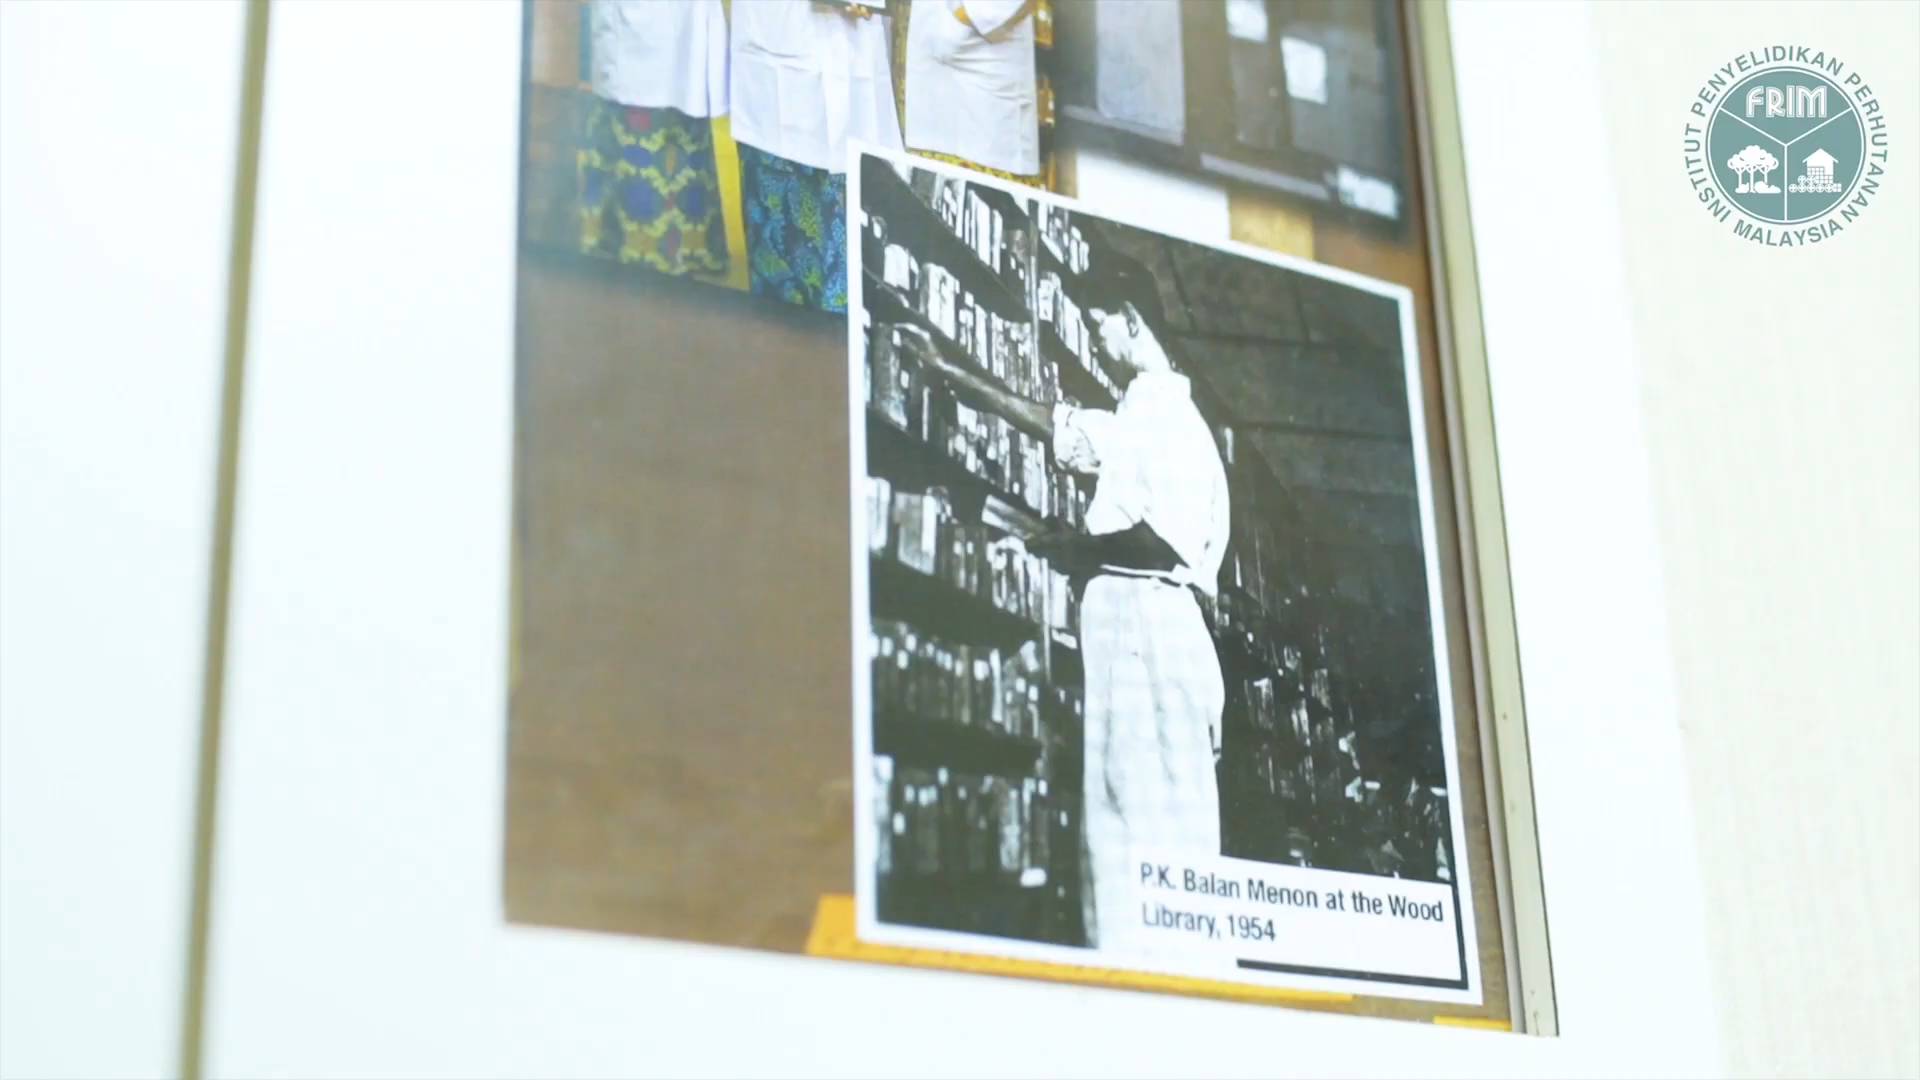 FRIM
INSTITUT PENYELIDIKAN PERHUTANAN
MALAYSIA
P.K. Balan Menon at the Wood
Library, 1954